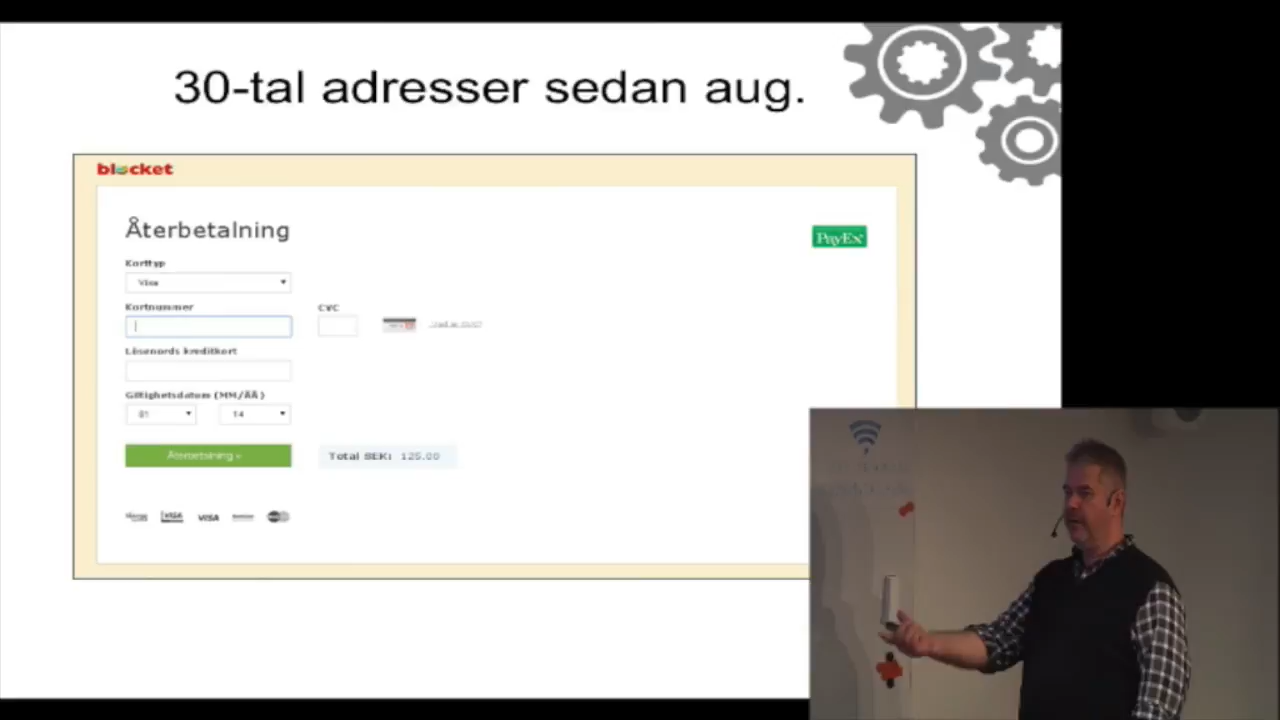 30-tal adresser sedan aug.
blocket
Återbetalning
PayEx
Korttyp
Visa
Kortnummer
CVC
Lösenords kreditkort
Giltighetsdatum (MM/ÅÅ)
01
14
Återbetalning
Total SEK: 125.00
VISA
VISA